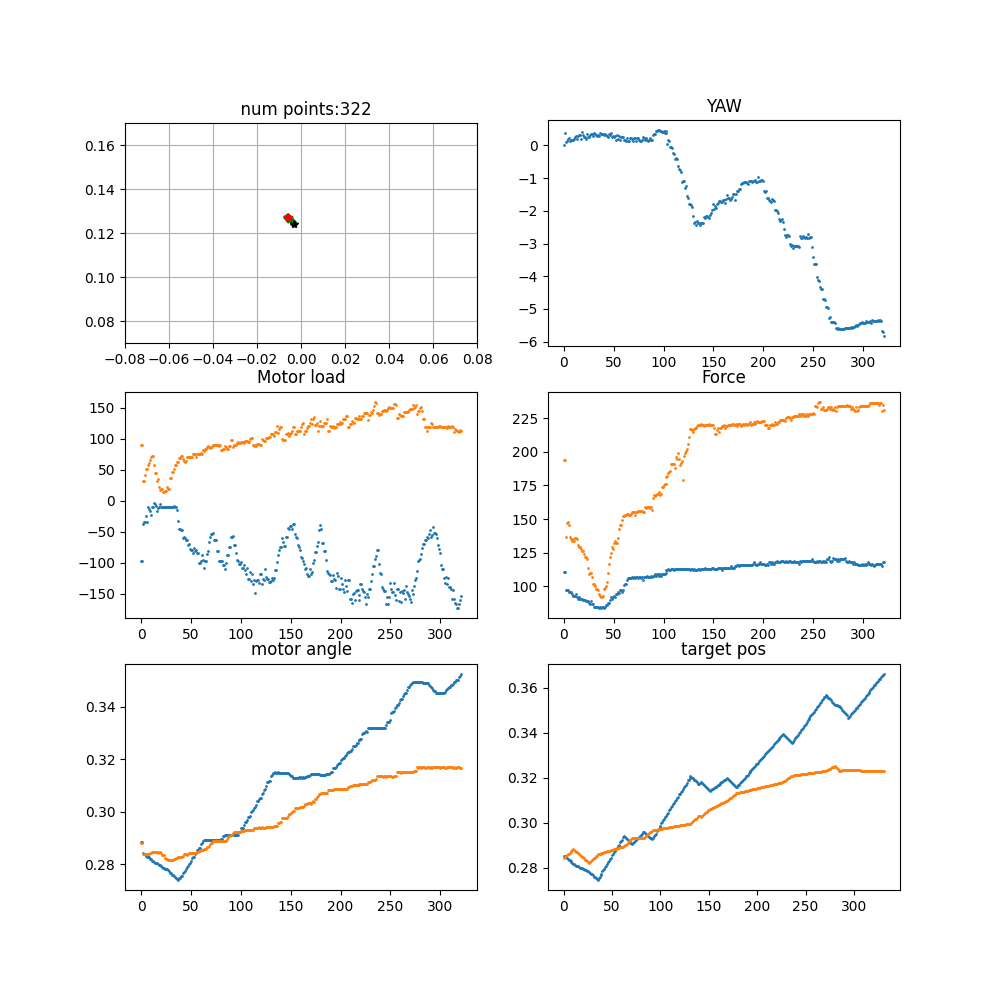 num points:322
0.16
0.14
0.12
0.10
0.08
−0.08 −0.06 −0.04 −0.02 0.00 0.02 0.04 0.06 0.08
YAW
0
−1
−2
−3
−4
−5
−6
0 50 100 150 200 250 300
Motor load
150
100
50
0
−50
−100
−150
0 50 100 150 200 250 300
Force
225
200
175
150
125
100
0 50 100 150 200 250 300
motor angle
0.34
0.32
0.30
0.28
0 50 100 150 200 250 300
target pos
0.36
0.34
0.32
0.30
0.28
0 50 100 150 200 250 300